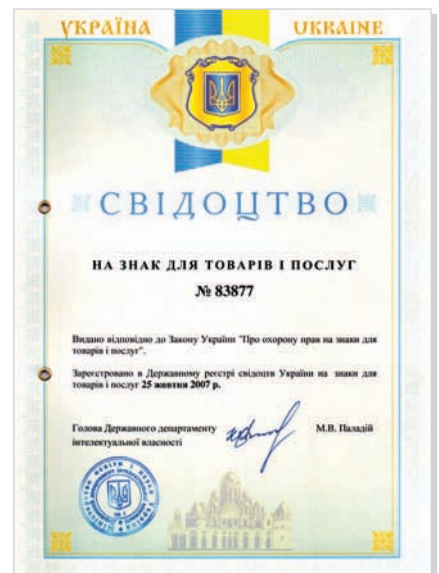 УКРАЇНА UKRAINE
СВІДОЦТВО
НА ЗНАК ДЛЯ ТОВАРІВ І ПОСЛУГ
№ 83877
Видано відповідно до Закону України "Про охорону прав на знаки для
товарів і послуг".
Зареєстровано в Державному реєстрі свідоцтв України на знаки для
товарів і послуг 25 жовтня 2007 р.
Голова Державного департаменту
інтелектуальної власності
М.В. Паладій